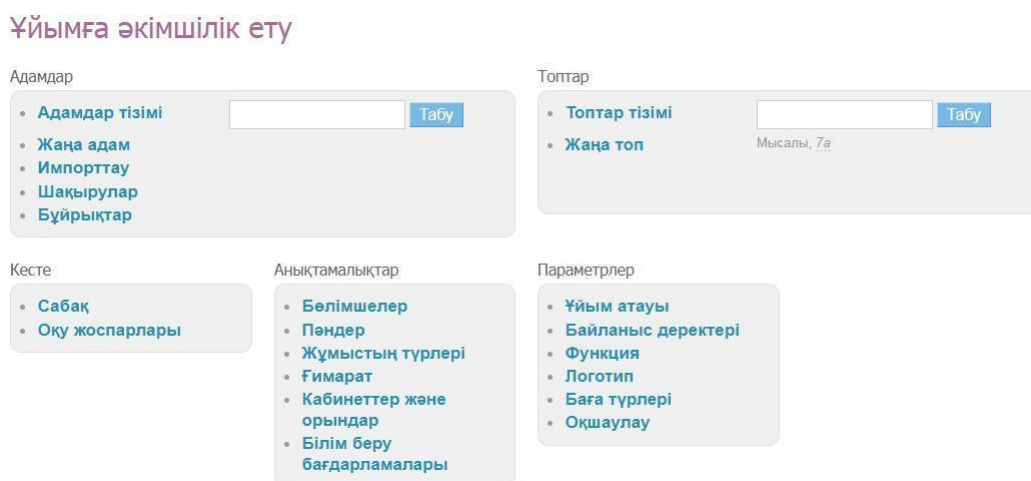 Ұйымға әкімшілік ету
Адамдар
Адамдар тізімі
Табу
Жаңа адам
Импорттау
Шақырулар
Бұйрықтар
Топтар
Топтар тізімі
Табу
Жаңа топ
Мысалы, 7а
Кесте
Сабақ
Оқу жоспарлары
Анықтамалықтар
Бөлімшелер
Пәндер
Жұмыстың түрлері
Ғимарат
Кабинеттер және
орындар
Білім беру
бағдарламалары
Параметрлер
Ұйым атауы
Байланыс деректері
Функция
Логотип
Баға түрлері
Оқшаулау